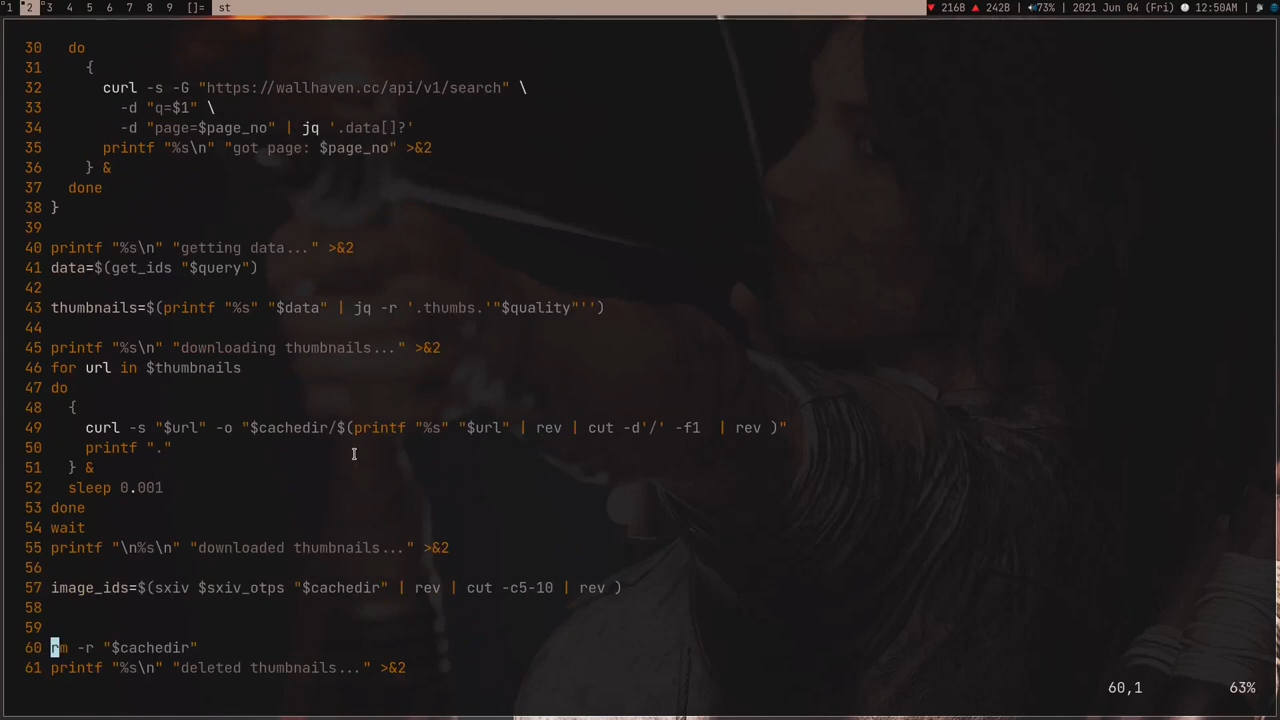 1 2 3 4 5 6 7 8 9 []= st 216B 242B 73% 2021 Jun 04 (Fri) 12:50AM
30 do
31 {
32 curl -s -G "https://wallhaven.cc/api/v1/search" \
33 -d "q=$1" \
34 -d "page=$page_no" | jq '.data[]?'
35 printf "%s\n" "got page: $page_no" >&2
36 } &
37 done
38 }
39
40 printf "%s\n" "getting data..." >&2
41 data=$(get_ids "$query")
42
43 thumbnails=$(printf "%s" "$data" | jq -r '.thumbs.'"$quality"'')
44
45 printf "%s\n" "downloading thumbnails..." >&2
46 for url in $thumbnails
47 do
48 {
49 curl -s "$url" -o "$cachedir/$(printf "%s" "$url" | rev | cut -d'/' -f1  | rev )"
50 printf "."
51 } &
52 sleep 0.001
53 done
54 wait
55 printf "\n%s\n" "downloaded thumbnails..." >&2
56
57 image_ids=$(sxiv $sxiv_otps "$cachedir" | rev | cut -c5-10 | rev )
58
59
60 rm -r "$cachedir"
61 printf "%s\n" "deleted thumbnails..." >&2
60,1 63%